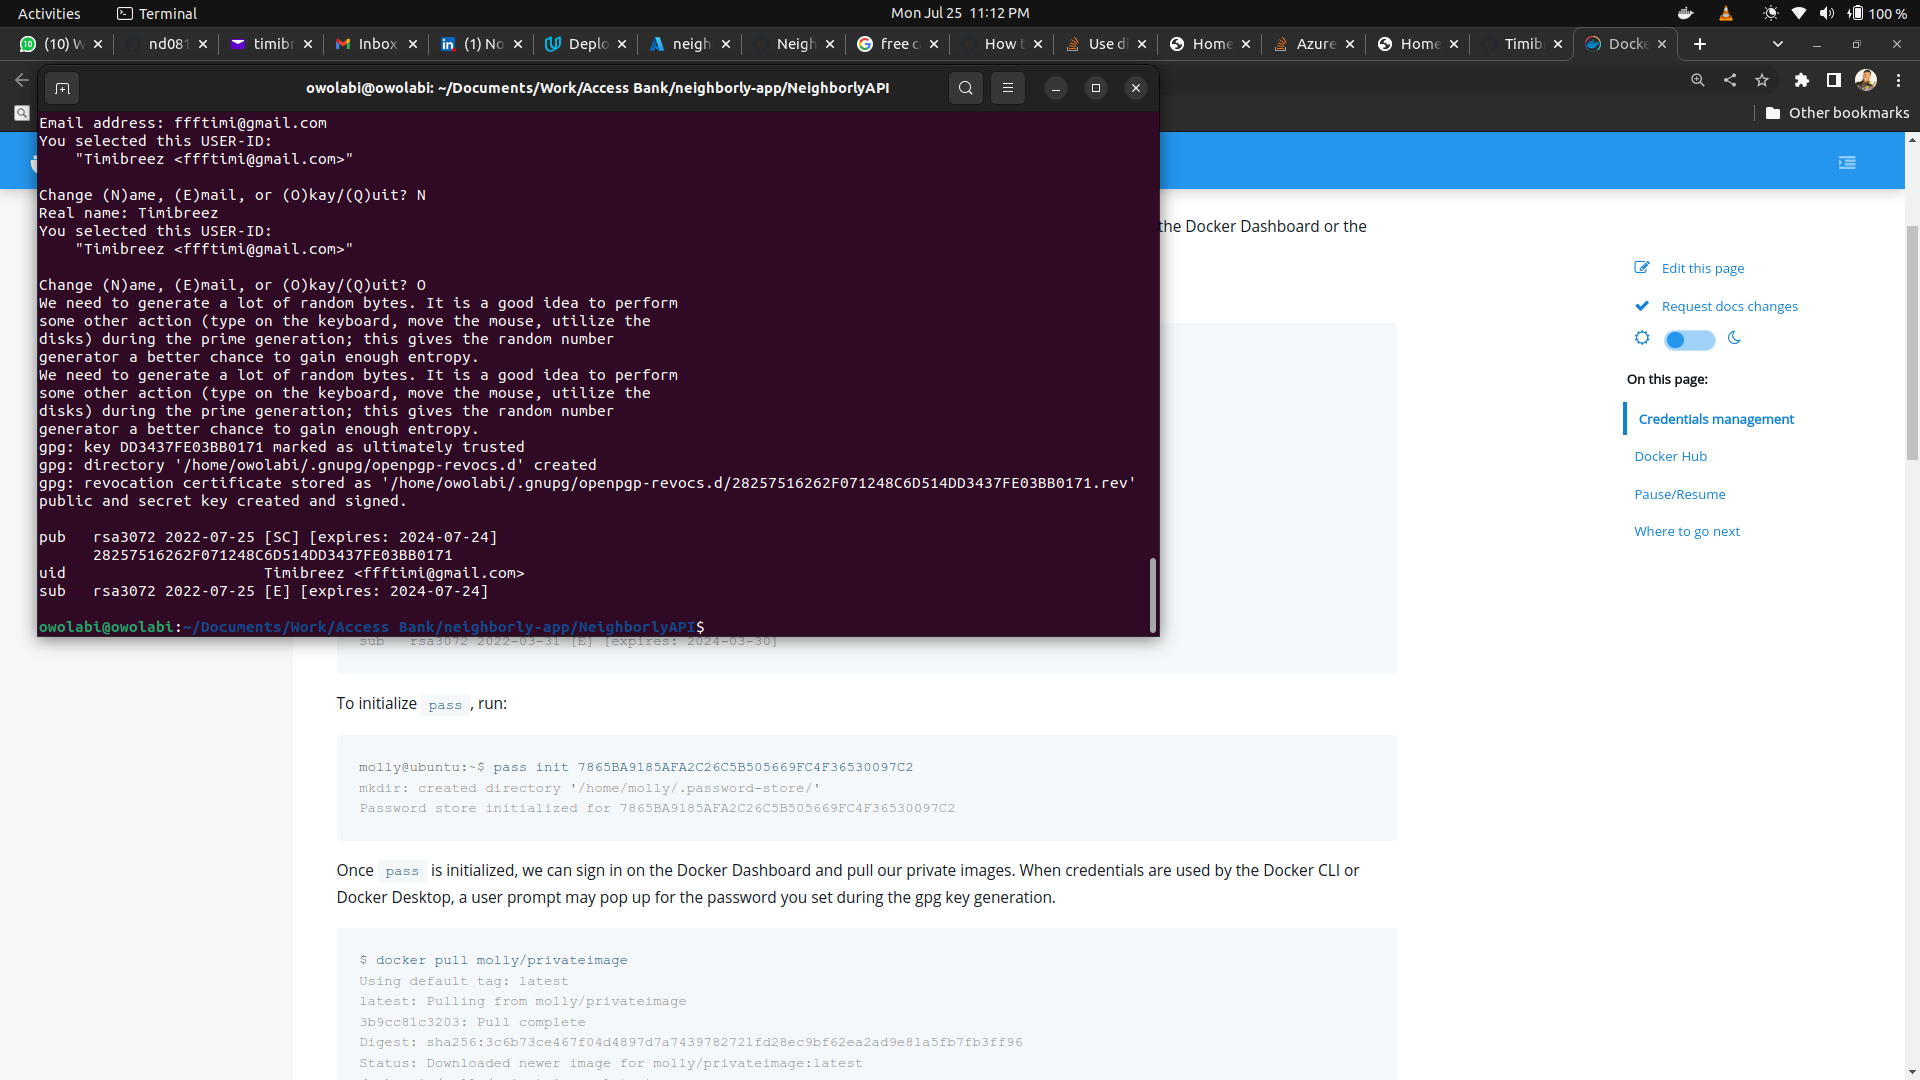 Activities
Terminal
Mon Jul 25 11:12 PM
100 %
(10) W
nd081
timibr
Inbox
(1) No
Deplo
neigh
Neigh
free c
How t
Use di
Home
Azure
Home
Timib
Docke
owolabi@owolabi: ~/Documents/Work/Access Bank/neighborly-app/NeighborlyAPI
Other bookmarks
Email address: ffftimi@gmail.com
You selected this USER-ID:
"Timibreez <ffftimi@gmail.com>"
Change (N)ame, (E)mail, or (O)kay/(Q)uit? N
Real name: Timibreez
You selected this USER-ID:
"Timibreez <ffftimi@gmail.com>"
Change (N)ame, (E)mail, or (O)kay/(Q)uit? O
We need to generate a lot of random bytes. It is a good idea to perform
some other action (type on the keyboard, move the mouse, utilize the
disks) during the prime generation; this gives the random number
generator a better chance to gain enough entropy.
We need to generate a lot of random bytes. It is a good idea to perform
some other action (type on the keyboard, move the mouse, utilize the
disks) during the prime generation; this gives the random number
generator a better chance to gain enough entropy.
gpg: key DD3437FE03BB0171 marked as ultimately trusted
gpg: directory '/home/owolabi/.gnupg/openpgp-revocs.d' created
gpg: revocation certificate stored as '/home/owolabi/.gnupg/openpgp-revocs.d/28257516262F071248C6D514DD3437FE03BB0171.rev'
public and secret key created and signed.
pub   rsa3072 2022-07-25 [SC] [expires: 2024-07-24]
28257516262F071248C6D514DD3437FE03BB0171
uid                      Timibreez <ffftimi@gmail.com>
sub   rsa3072 2022-07-25 [E] [expires: 2024-07-24]
owolabi@owolabi:~/Documents/Work/Access Bank/neighborly-app/NeighborlyAPI$
the Docker Dashboard or the
sub   rsa3072 2022-03-31 [E] [expires: 2024-03-30]
To initialize pass , run:
molly@ubuntu:~$ pass init 7865BA9185AFA2C26C5B505669FC4F36530097C2
mkdir: created directory '/home/molly/.password-store/'
Password store initialized for 7865BA9185AFA2C26C5B505669FC4F36530097C2
Once pass is initialized, we can sign in on the Docker Dashboard and pull our private images. When credentials are used by the Docker CLI or
Docker Desktop, a user prompt may pop up for the password you set during the gpg key generation.
$ docker pull molly/privateimage
Using default tag: latest
latest: Pulling from molly/privateimage
3b9cc81c3203: Pull complete
Digest: sha256:3c6b73ce467f04d4897d7a7439782721fd28ec9bf62ea2ad9e81a5fb7fb3ff96
Status: Downloaded newer image for molly/privateimage:latest
Edit this page
Request docs changes
On this page:
Credentials management
Docker Hub
Pause/Resume
Where to go next